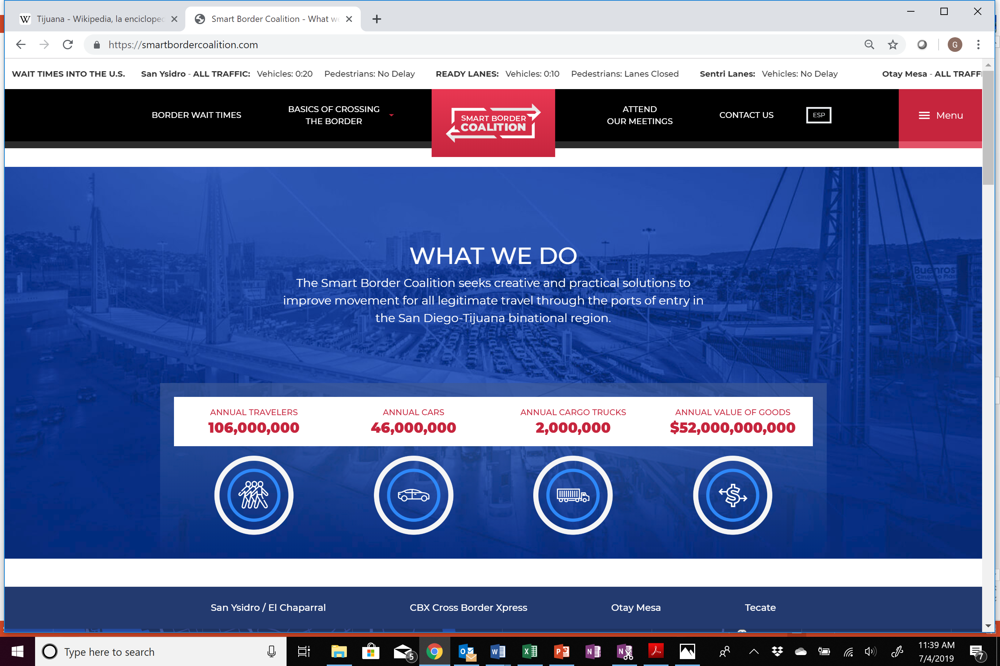 Tijuana - Wikipedia, la encicloped
Smart Border Coalition - What we
https://smartbordercoalition.com
G
WAIT TIMES INTO THE U.S. San Ysidro - ALL TRAFFIC: Vehicles: 0:20 Pedestrians: No Delay READY LANES: Vehicles: 0:10 Pedestrians: Lanes Closed Sentri Lanes: Vehicles: No Delay Otay Mesa - ALL TRAFFI
BORDER WAIT TIMES
BASICS OF CROSSING
THE BORDER
SMART BORDER
COALITION
ATTEND
OUR MEETINGS
CONTACT US
ESP
Menu
WHAT WE DO
The Smart Border Coalition seeks creative and practical solutions to
improve movement for all legitimate travel through the ports of entry in
the San Diego-Tijuana binational region.
Buenros
Cirujano Plás
ANNUAL TRAVELERS
106,000,000
ANNUAL CARS
46,000,000
ANNUAL CARGO TRUCKS
2,000,000
ANNUAL VALUE OF GOODS
$52,000,000,000
San Ysidro / El Chaparral
CBX Cross Border Xpress
Otay Mesa
Tecate
Type here to search
5
11:39 AM
7/4/2019
7